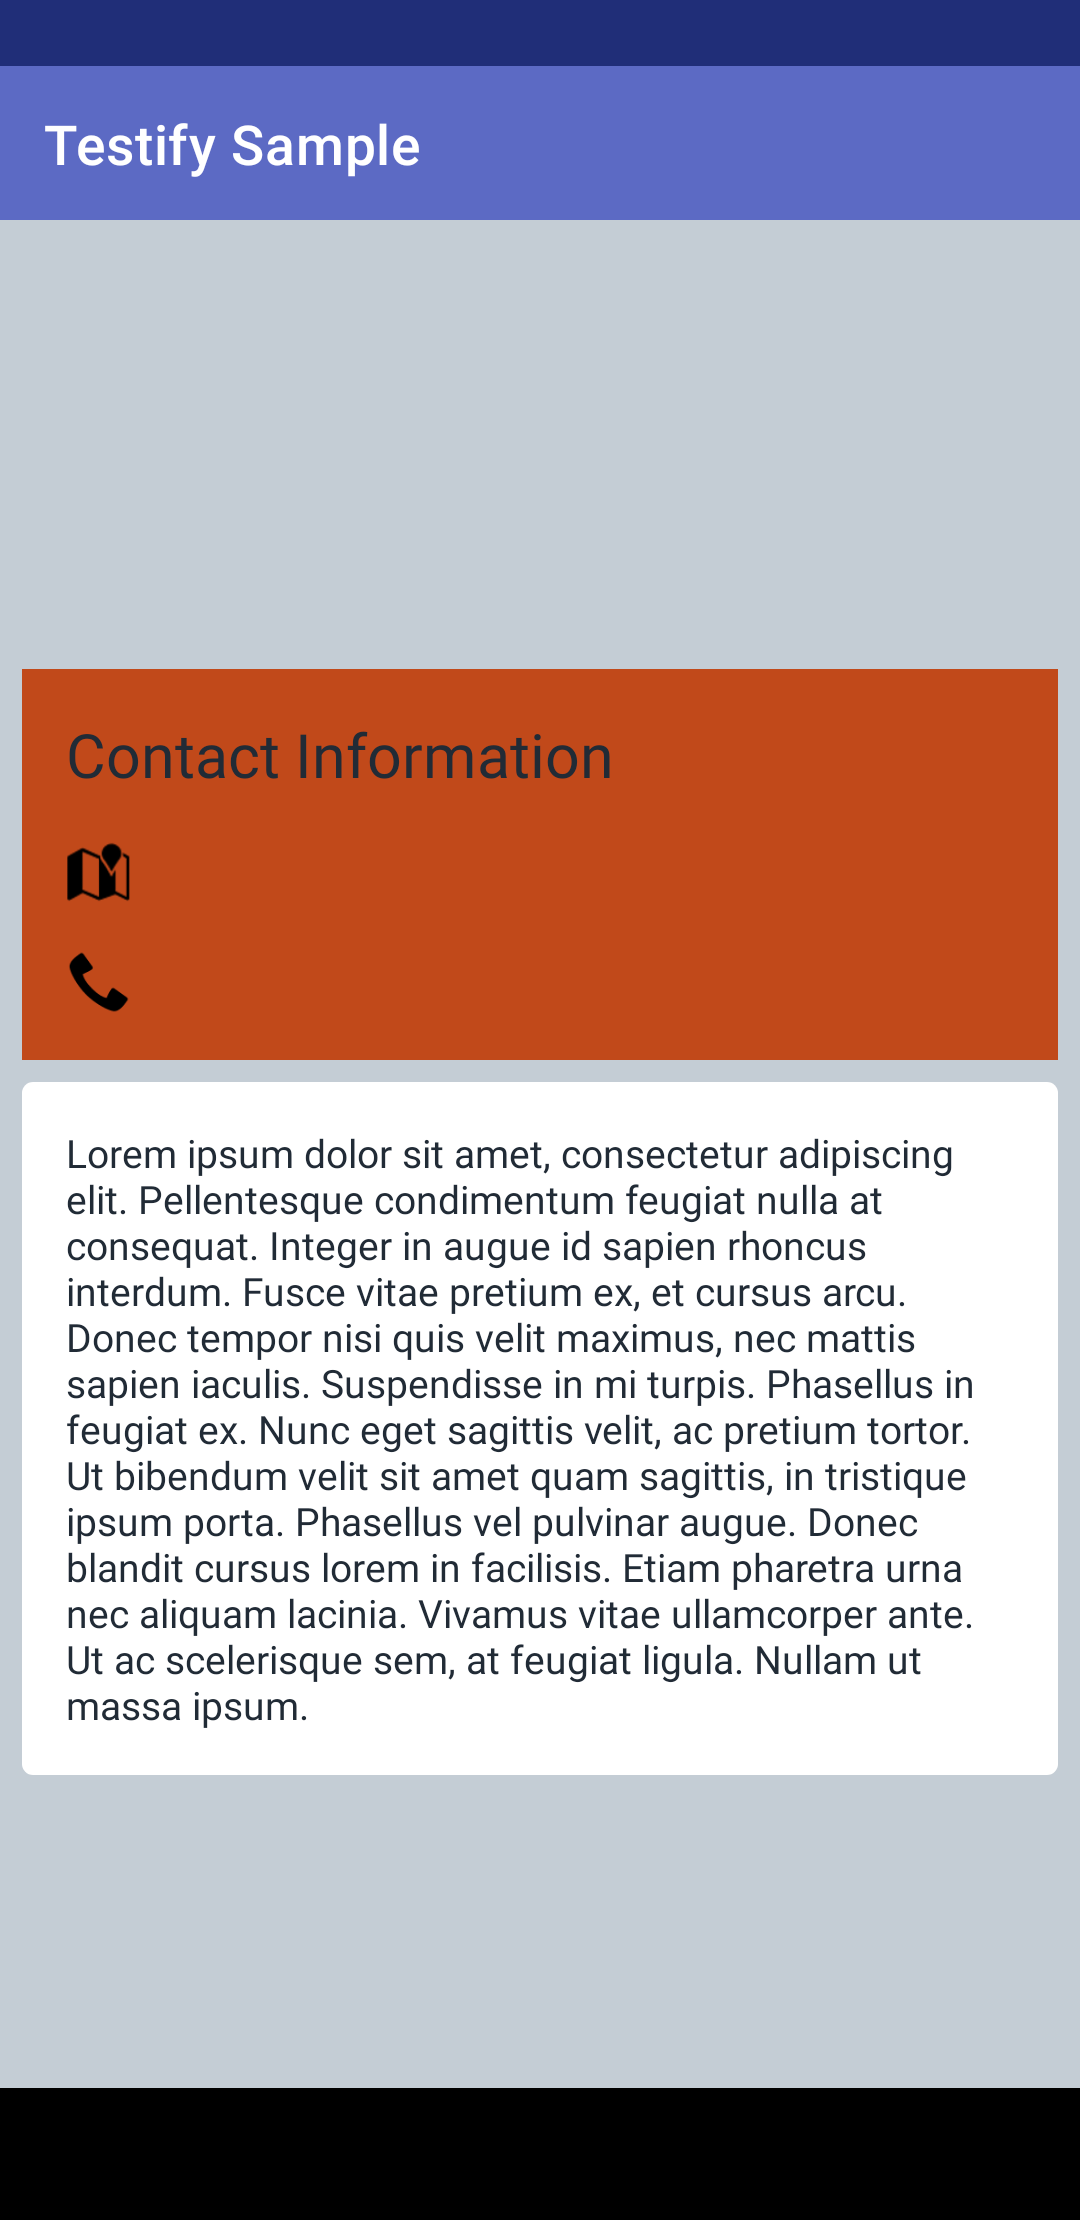 Testify Sample
Contact Information
Lorem ipsum dolor sit amet, consectetur adipiscing
elit. Pellentesque condimentum feugiat nulla at
consequat. Integer in augue id sapien rhoncus
interdum. Fusce vitae pretium ex, et cursus arcu.
Donec tempor nisi quis velit maximus, nec mattis
sapien iaculis. Suspendisse in mi turpis. Phasellus in
feugiat ex. Nunc eget sagittis velit, ac pretium tortor.
Ut bibendum velit sit amet quam sagittis, in tristique
ipsum porta. Phasellus vel pulvinar augue. Donec
blandit cursus lorem in facilisis. Etiam pharetra urna
nec aliquam lacinia. Vivamus vitae ullamcorper ante.
Ut ac scelerisque sem, at feugiat ligula. Nullam ut
massa ipsum.